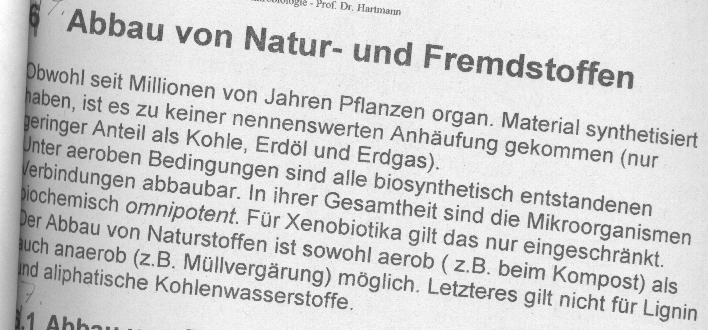 - Prof. Dr. Hartmann
6 Abbau von Natur- und Fremdstoffen
Obwohl seit Millionen von Jahren Pflanzen organ. Material synthetisiert
haben, ist es zu keiner nennenswerten Anhäufung gekommen (nur
geringer Anteil als Kohle, Erdöl und Erdgas).
Unter aeroben Bedingungen sind alle biosynthetisch entstandenen
Verbindungen abbaubar. In ihrer Gesamtheit sind die Mikroorganismen
biochemisch omnipotent. Für Xenobiotika gilt das nur eingeschränkt.
Der Abbau von Naturstoffen ist sowohl aerob ( z.B. beim Kompost) als
auch anaerob (z.B. Müllvergärung) möglich. Letzteres gilt nicht für Lignin
und aliphatische Kohlenwasserstoffe.
6.1 Abbau